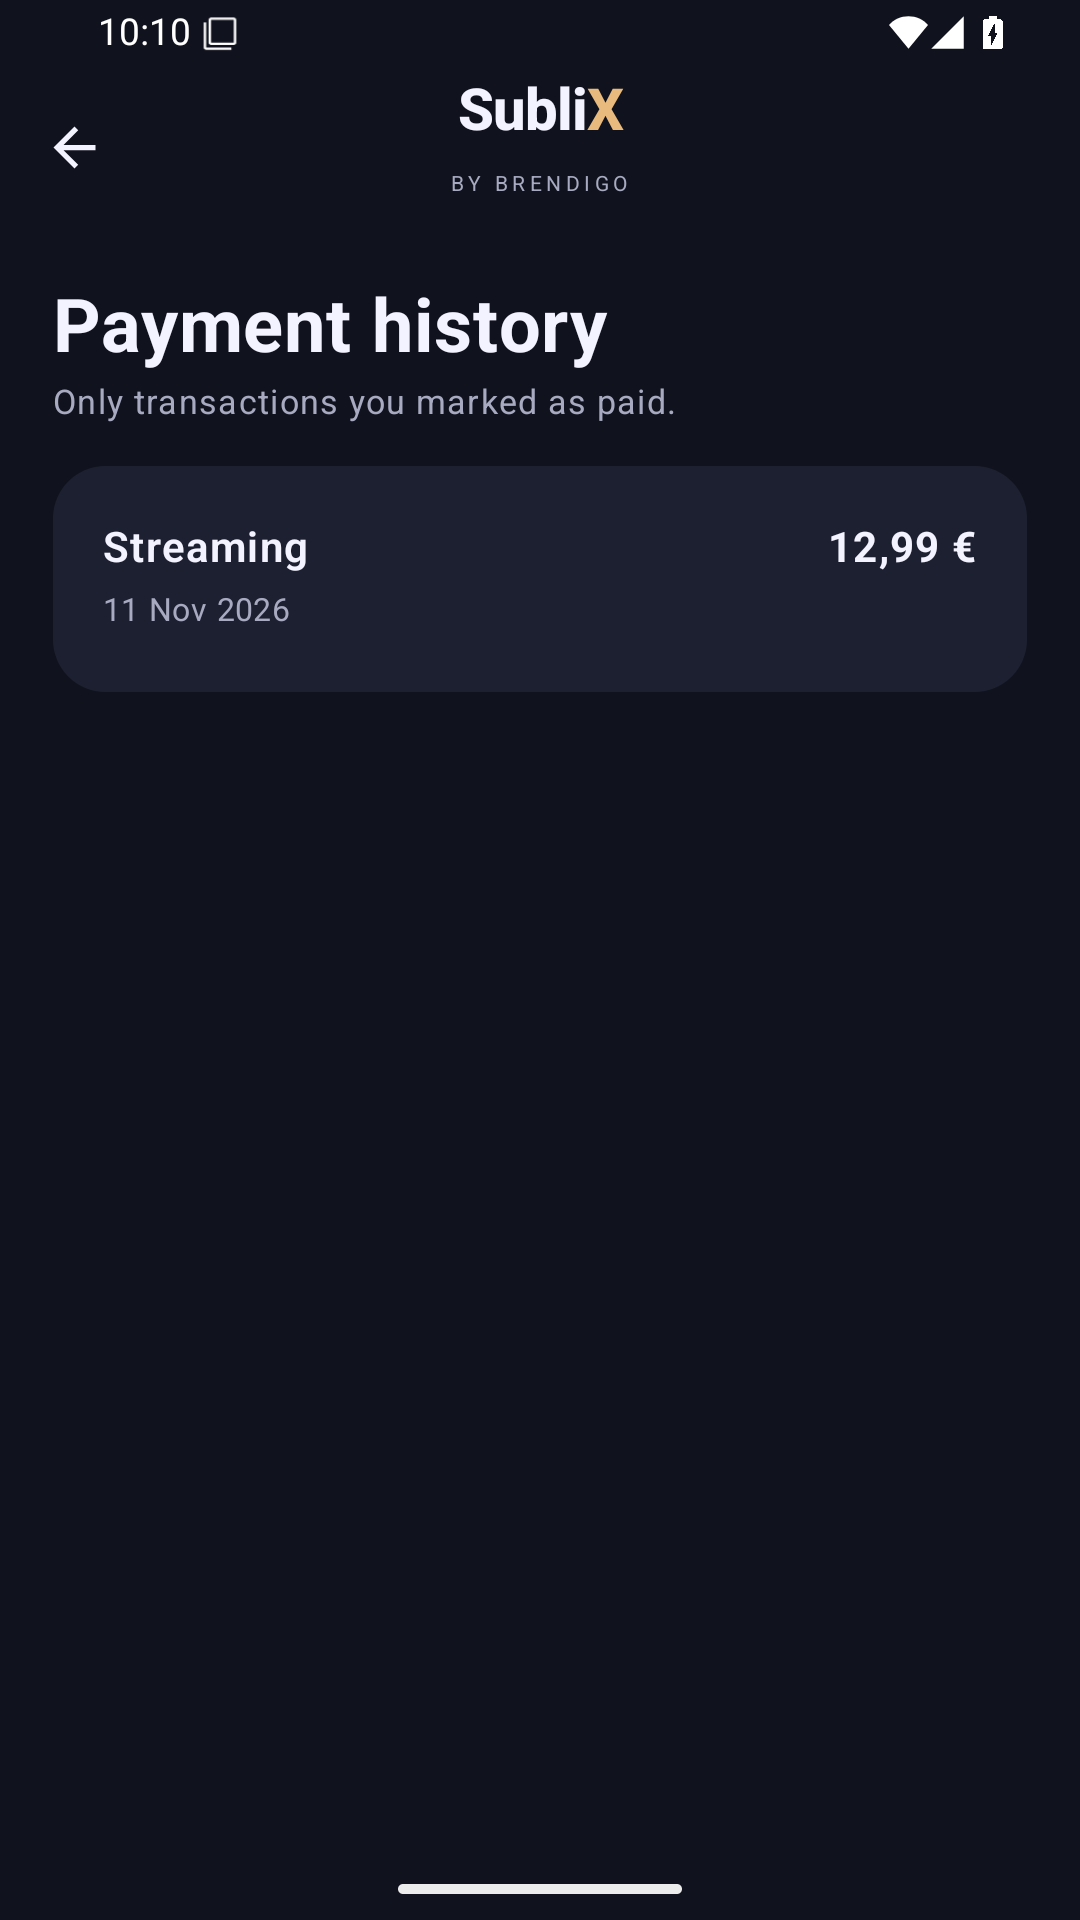 10:10
SubliX
BY BRENDIGO
Payment history
Only transactions you marked as paid.
Streaming 12,99 €
11 Nov 2026